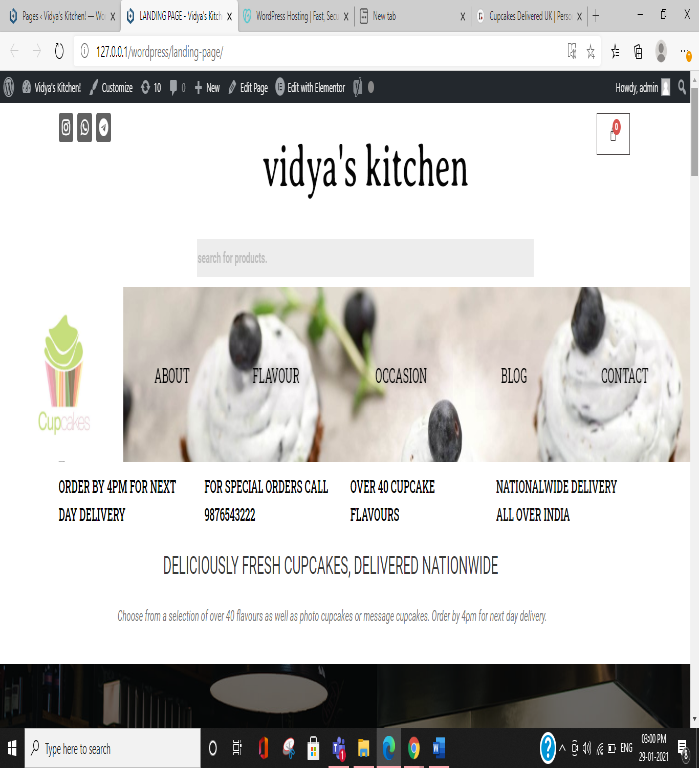 Pages ‹ Vidya's Kitchen! — Wo
LANDING PAGE - Vidya's Kitch
WordPress Hosting | Fast, Secu
New tab
Cupcakes Delivered UK | Perso
127.0.0.1/wordpress/landing-page/
Vidya's Kitchen! Customize 10 0 New Edit Page Edit with Elementor Howdy, admin
0
vidya's kitchen
search for products.
ABOUT FLAVOUR OCCASION BLOG CONTACT
Cupcakes
ORDER BY 4PM FOR NEXT
DAY DELIVERY
FOR SPECIAL ORDERS CALL
9876543222
OVER 40 CUPCAKE
FLAVOURS
NATIONALWIDE DELIVERY
ALL OVER INDIA
DELICIOUSLY FRESH CUPCAKES, DELIVERED NATIONWIDE
Choose from a selection of over 40 flavours as well as photo cupcakes or message cupcakes. Order by 4pm for next day delivery.
Type here to search
ENG
03:00 PM
29-01-2021